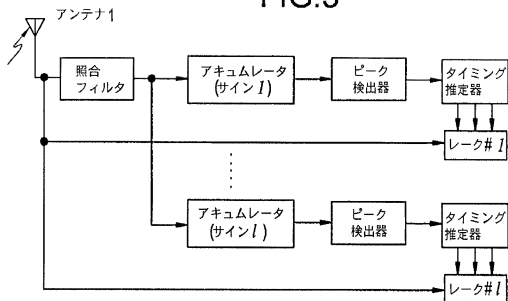 FIG.3
アンテナ1
照合
フィルタ
アキュムレータ
(サイン1)
ピーク
検出器
タイミング
推定器
レーク#1
アキュムレータ
(サインl)
ピーク
検出器
タイミング
推定器
レーク#l